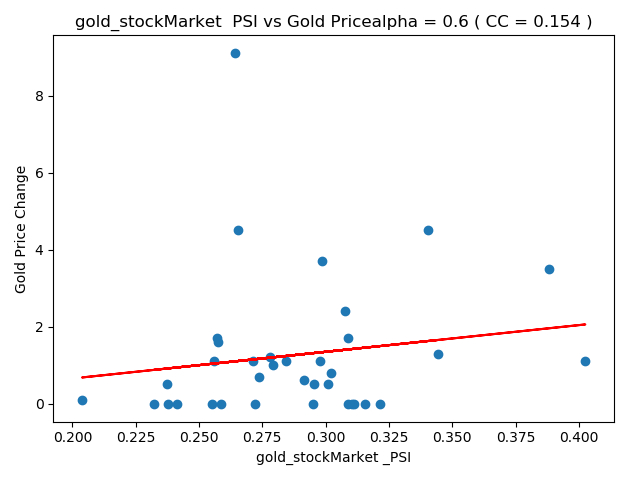 gold_stockMarket  PSI vs Gold Pricealpha = 0.6 ( CC = 0.154 )
8
6
4
2
0
Gold Price Change
0.200 0.225 0.250 0.275 0.300 0.325 0.350 0.375 0.400
gold_stockMarket _PSI